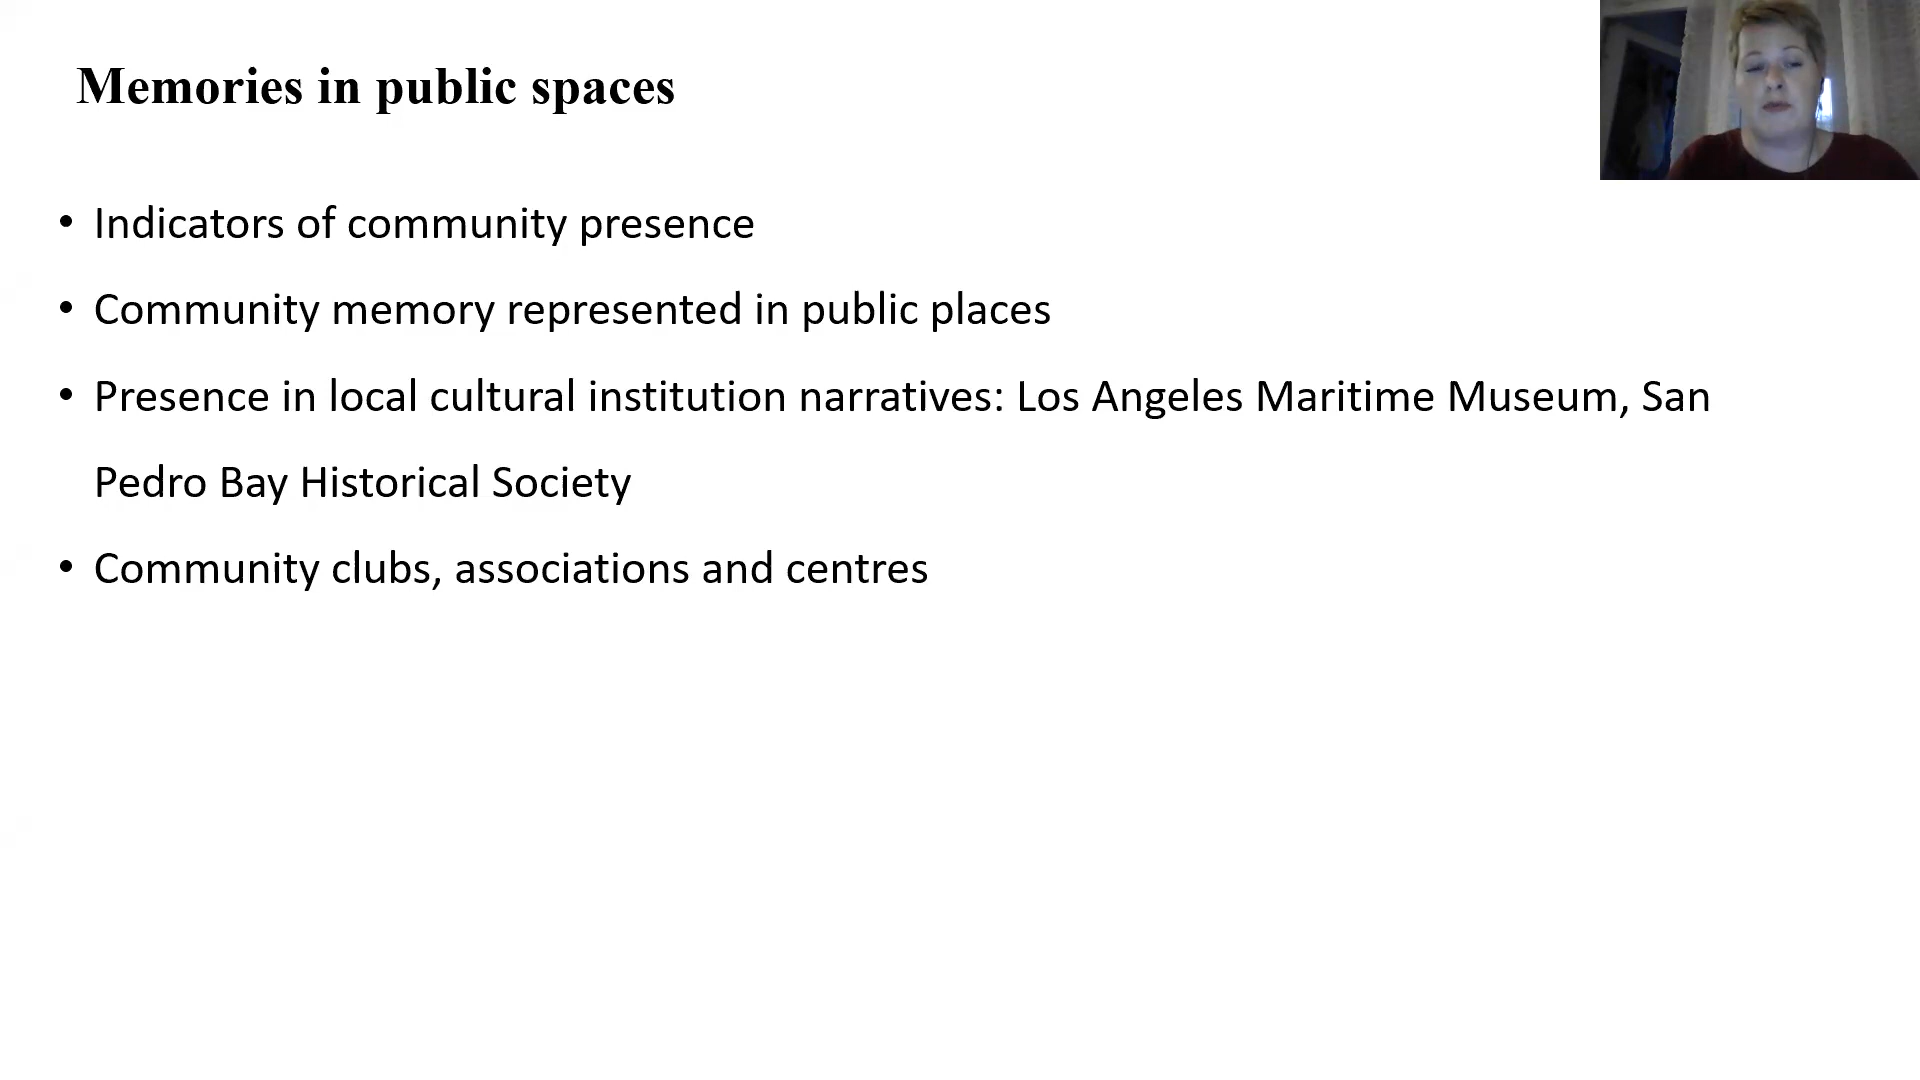 Memories in public spaces
• Indicators of community presence
• Community memory represented in public places
• Presence in local cultural institution narratives: Los Angeles Maritime Museum, San
Pedro Bay Historical Society
• Community clubs, associations and centres